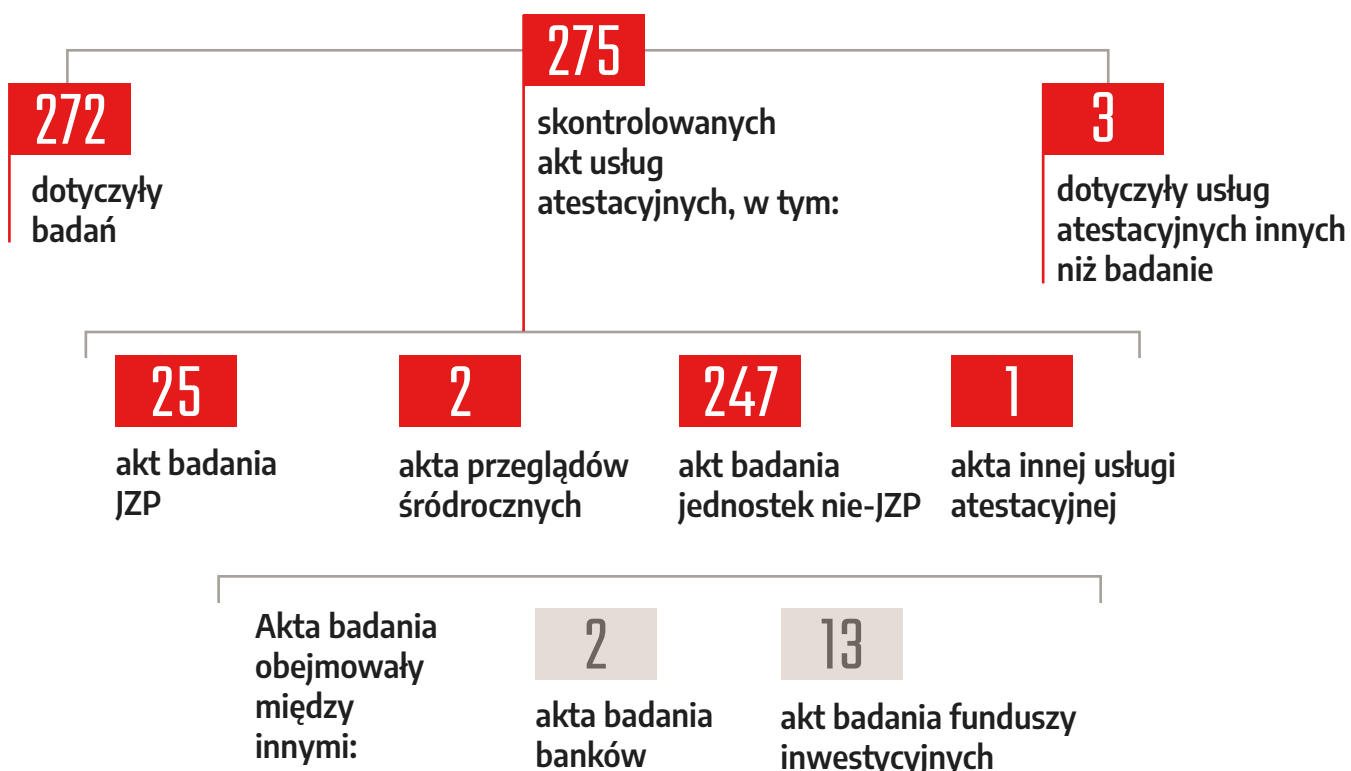 275
skontrolowanych
akt usług
atestacyjnych, w tym:
272
dotyczyły
badań
3
dotyczyły usług
atestacyjnych innych
niż badanie
25
akt badania
JZP
2
akta przeglądów
śródrocznych
247
akt badania
jednostek nie-JZP
1
akta innej usługi
atestacyjnej
Akta badania
obejmowały
między
innymi:
2
akta badania
banków
13
akt badania funduszy
inwestycyjnych